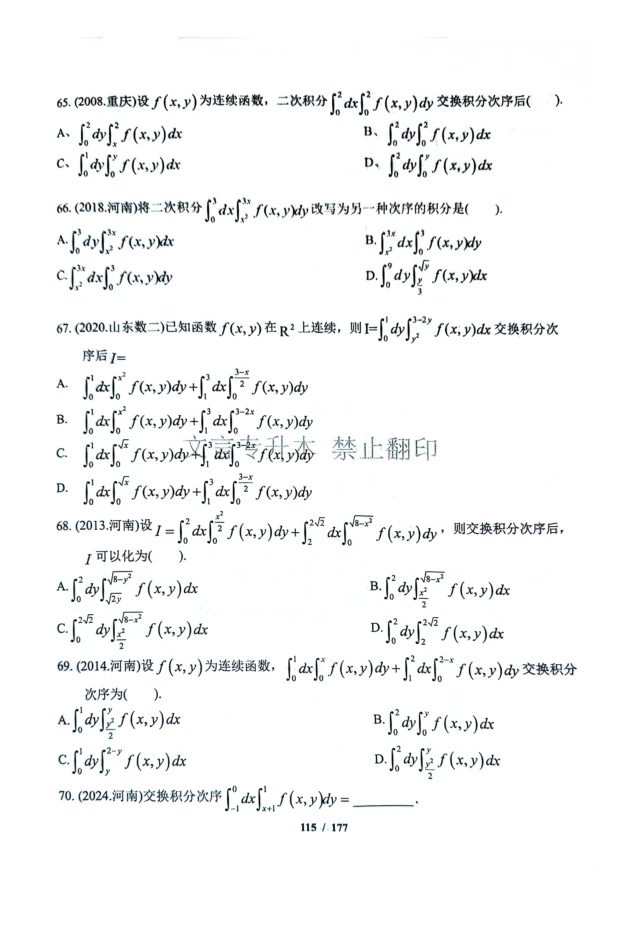 65. (2008.重庆)设 f(x,y) 为连续函数，二次积分 ∫₀² dx∫₀² f(x,y)dy 交换积分次序后(    ).
A、∫₀² dy∫ₓ² f(x,y)dx    B、∫₀² dy∫₀² f(x,y)dx
C、∫₀¹ dy∫₀^y f(x,y)dx    D、∫₀² dy∫₀^y f(x,y)dx
66. (2018.河南)将二次积分 ∫₀³ dx∫_{x²}^{3x} f(x,y)dy 改写为另一种次序的积分是(    ).
A.∫₀³ dy∫_{x²}^{3x} f(x,y)dx    B.∫_{x²}^{3x} dx∫₀³ f(x,y)dy
C.∫_{x²}^{3x} dx∫₀³ f(x,y)dy    D.∫₀⁹ dy∫_{y/3}^{√y} f(x,y)dx
67. (2020.山东数二)已知函数 f(x,y) 在 R² 上连续，则 I=∫₀¹ dy∫_{y²}^{3-2y} f(x,y)dx 交换积分次
序后 I=
A. ∫₀¹ dx∫₀^{x²} f(x,y)dy+∫₁³ dx∫₀^{(3-x)/2} f(x,y)dy
B. ∫₀¹ dx∫₀^{x²} f(x,y)dy+∫₁³ dx∫₀^{3-2x} f(x,y)dy
C. ∫₀¹ dx∫₀^{√x} f(x,y)dy+∫₁³ dx∫₀^{3-2x} f(x,y)dy
文言专升本 禁止翻印
D. ∫₀¹ dx∫₀^{√x} f(x,y)dy+∫₁³ dx∫₀^{(3-x)/2} f(x,y)dy
68. (2013.河南)设 I=∫₀² dx∫₀^{x²/2} f(x,y)dy+∫₂^{2√2} dx∫₀^{√(8-x²)} f(x,y)dy，则交换积分次序后，
I 可以化为(    ).
A.∫₀² dy∫_{√(2y)}^{√(8-y²)} f(x,y)dx    B.∫₀² dy∫_{x²/2}^{√(8-x²)} f(x,y)dx
C.∫₀^{2√2} dy∫_{x²/2}^{√(8-x²)} f(x,y)dx    D.∫₀² dy∫₂^{2√2} f(x,y)dx
69. (2014.河南)设 f(x,y) 为连续函数，∫₀¹ dx∫₀^x f(x,y)dy+∫₁² dx∫₀^{2-x} f(x,y)dy 交换积分
次序为(    ).
A.∫₀¹ dy∫_{y²/2}^y f(x,y)dx    B.∫₀² dy∫₀^y f(x,y)dx
C.∫₀¹ dy∫_y^{2-y} f(x,y)dx    D.∫₀² dy∫_{y²/2}^y f(x,y)dx
70. (2024.河南)交换积分次序 ∫₋₁⁰ dx∫_{x+1}^1 f(x,y)dy=________.
115 / 177